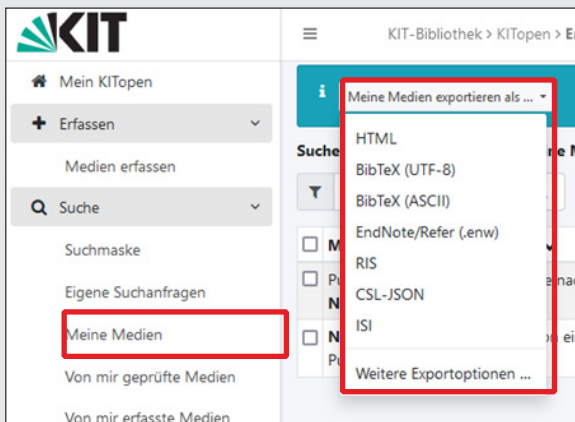 KIT
Mein KITopen
Erfassen
Medien erfassen
Suche
Suchmaske
Eigene Suchanfragen
Meine Medien
Von mir geprüfte Medien
Von mir erfasste Medien
KIT-Bibliothek > KITopen >
i Meine Medien exportieren als ...
HTML
BibTeX (UTF-8)
BibTeX (ASCII)
EndNote/Refer (.enw)
RIS
CSL-JSON
ISI
Weitere Exportoptionen ...